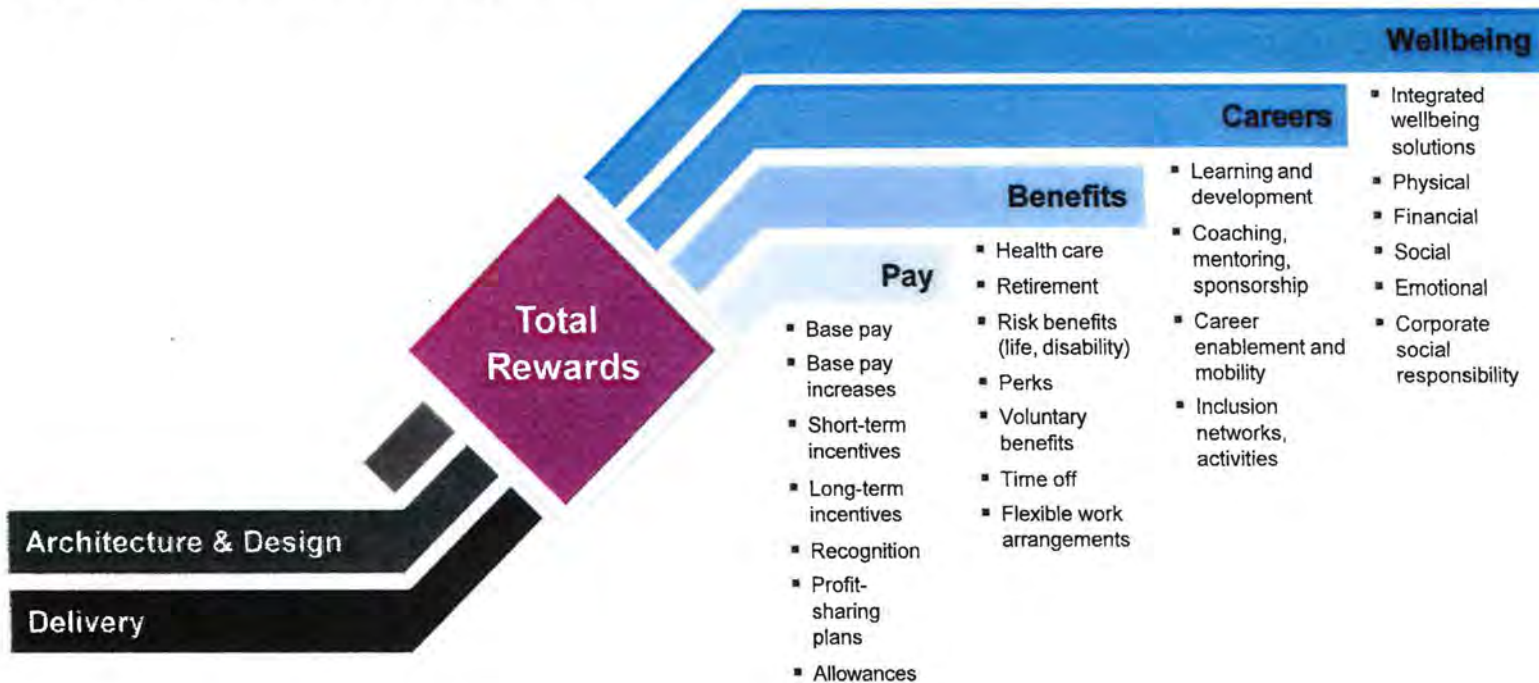 Wellbeing
▪ Integrated
wellbeing
solutions
▪ Physical
▪ Financial
▪ Social
▪ Emotional
▪ Corporate
social
responsibility
Careers
▪ Learning and
development
▪ Coaching,
mentoring,
sponsorship
▪ Career
enablement and
mobility
▪ Inclusion
networks,
activities
Benefits
▪ Health care
▪ Retirement
▪ Risk benefits
(life, disability)
▪ Perks
▪ Voluntary
benefits
▪ Time off
▪ Flexible work
arrangements
Pay
▪ Base pay
▪ Base pay
increases
▪ Short-term
incentives
▪ Long-term
incentives
▪ Recognition
▪ Profit-
sharing
plans
▪ Allowances
Total
Rewards
Architecture & Design
Delivery